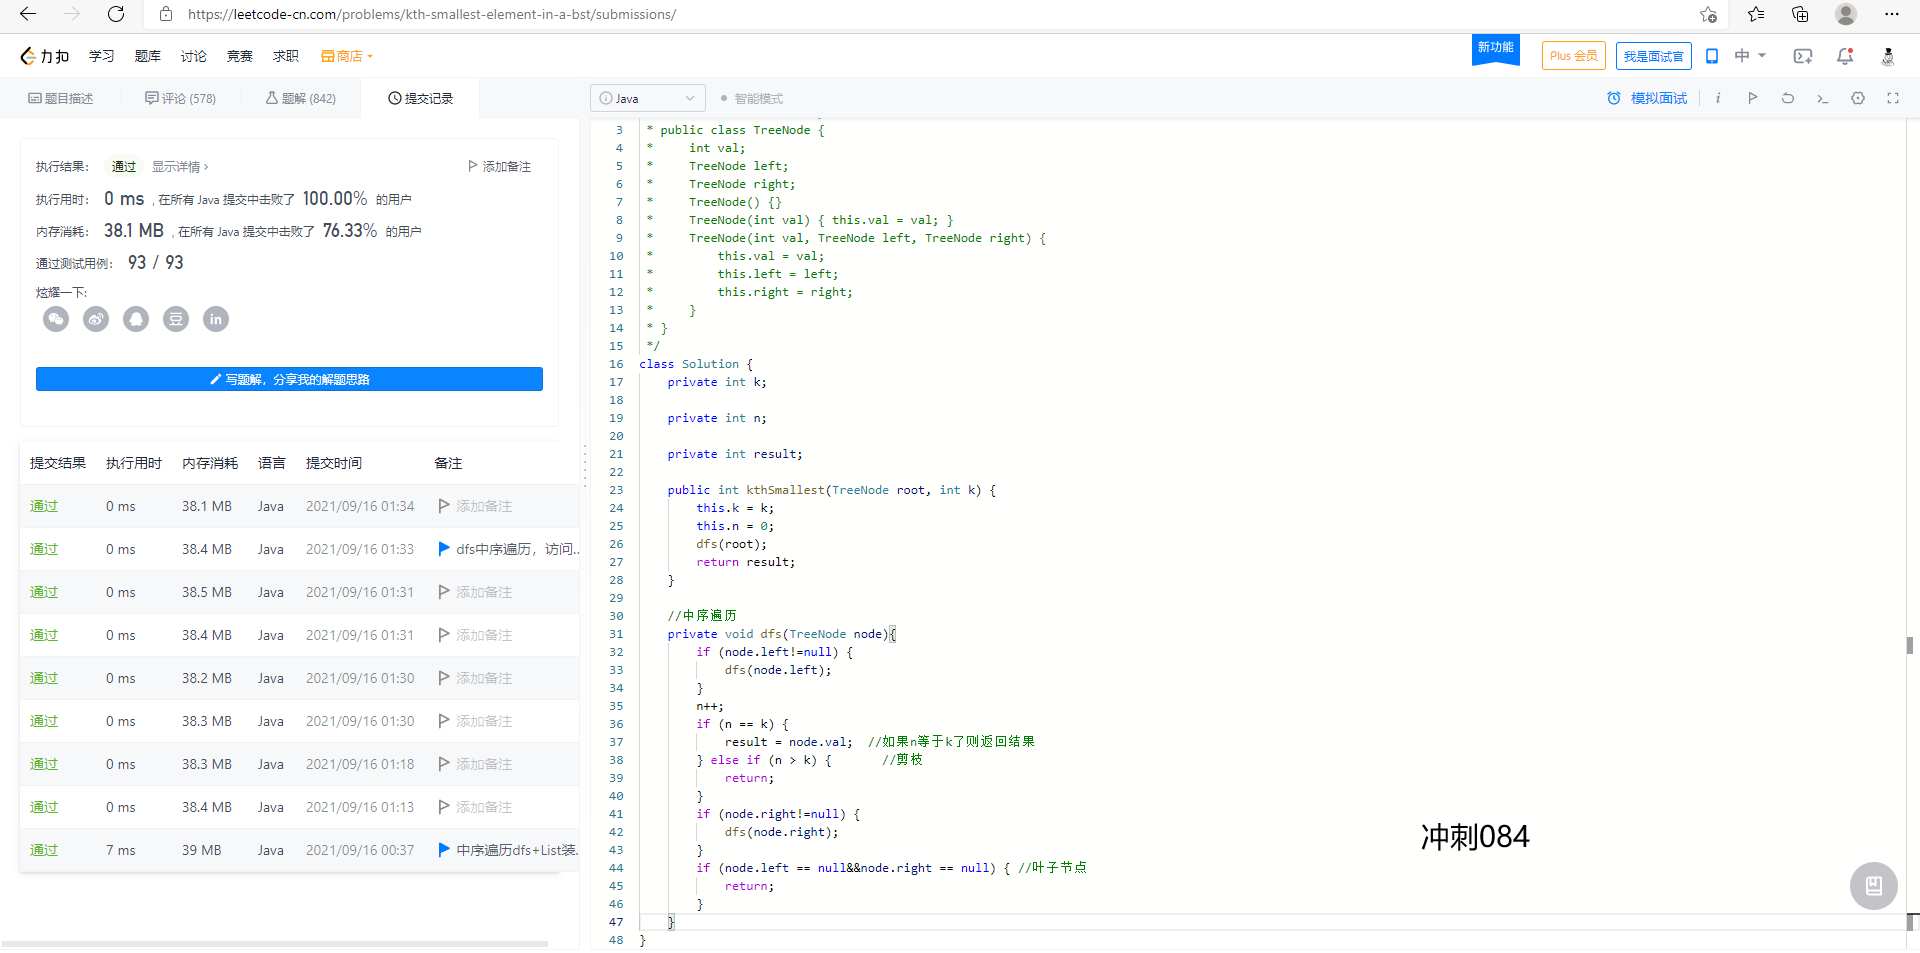 https://leetcode-cn.com/problems/kth-smallest-element-in-a-bst/submissions/
力扣 学习 题库 讨论 竞赛 求职 商店 新功能 Plus 会员 我是面试官 中
题目描述 评论 (578) 题解 (842) 提交记录
Java 智能模式 模拟面试
执行结果： 通过 显示详情 › 添加备注
执行用时： 0 ms , 在所有 Java 提交中击败了 100.00% 的用户
内存消耗： 38.1 MB , 在所有 Java 提交中击败了 76.33% 的用户
通过测试用例： 93 / 93
炫耀一下:
豆 in
写题解，分享我的解题思路
提交结果 执行用时 内存消耗 语言 提交时间 备注
通过 0 ms 38.1 MB Java 2021/09/16 01:34 添加备注
通过 0 ms 38.4 MB Java 2021/09/16 01:33 dfs中序遍历，访问...
通过 0 ms 38.5 MB Java 2021/09/16 01:31 添加备注
通过 0 ms 38.4 MB Java 2021/09/16 01:31 添加备注
通过 0 ms 38.2 MB Java 2021/09/16 01:30 添加备注
通过 0 ms 38.3 MB Java 2021/09/16 01:30 添加备注
通过 0 ms 38.3 MB Java 2021/09/16 01:18 添加备注
通过 0 ms 38.4 MB Java 2021/09/16 01:13 添加备注
通过 7 ms 39 MB Java 2021/09/16 00:37 中序遍历dfs+List装...
3 * public class TreeNode {
4 *     int val;
5 *     TreeNode left;
6 *     TreeNode right;
7 *     TreeNode() {}
8 *     TreeNode(int val) { this.val = val; }
9 *     TreeNode(int val, TreeNode left, TreeNode right) {
10 *         this.val = val;
11 *         this.left = left;
12 *         this.right = right;
13 *     }
14 * }
15 */
16 class Solution {
17     private int k;
18
19     private int n;
20
21     private int result;
22
23     public int kthSmallest(TreeNode root, int k) {
24         this.k = k;
25         this.n = 0;
26         dfs(root);
27         return result;
28     }
29
30     //中序遍历
31     private void dfs(TreeNode node){
32         if (node.left!=null) {
33             dfs(node.left);
34         }
35         n++;
36         if (n == k) {
37             result = node.val;  //如果n等于k了则返回结果
38         } else if (n > k) {       //剪枝
39             return;
40         }
41         if (node.right!=null) {
42             dfs(node.right);
43         }
44         if (node.left == null&&node.right == null) { //叶子节点
45             return;
46         }
47     }
48 }
冲刺084